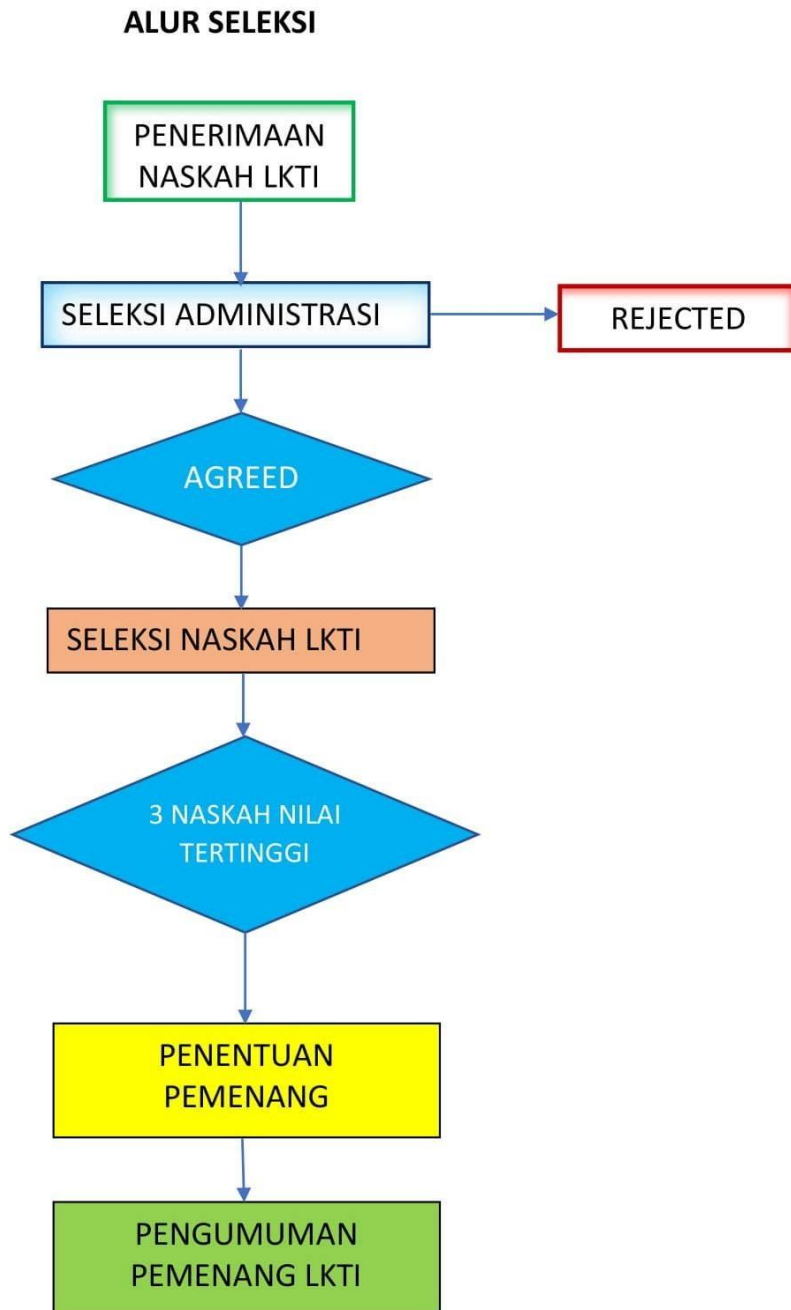 ALUR SELEKSI
PENERIMAAN
NASKAH LKTI
SELEKSI ADMINISTRASI
REJECTED
AGREED
SELEKSI NASKAH LKTI
3 NASKAH NILAI
TERTINGGI
PENENTUAN
PEMENANG
PENGUMUMAN
PEMENANG LKTI